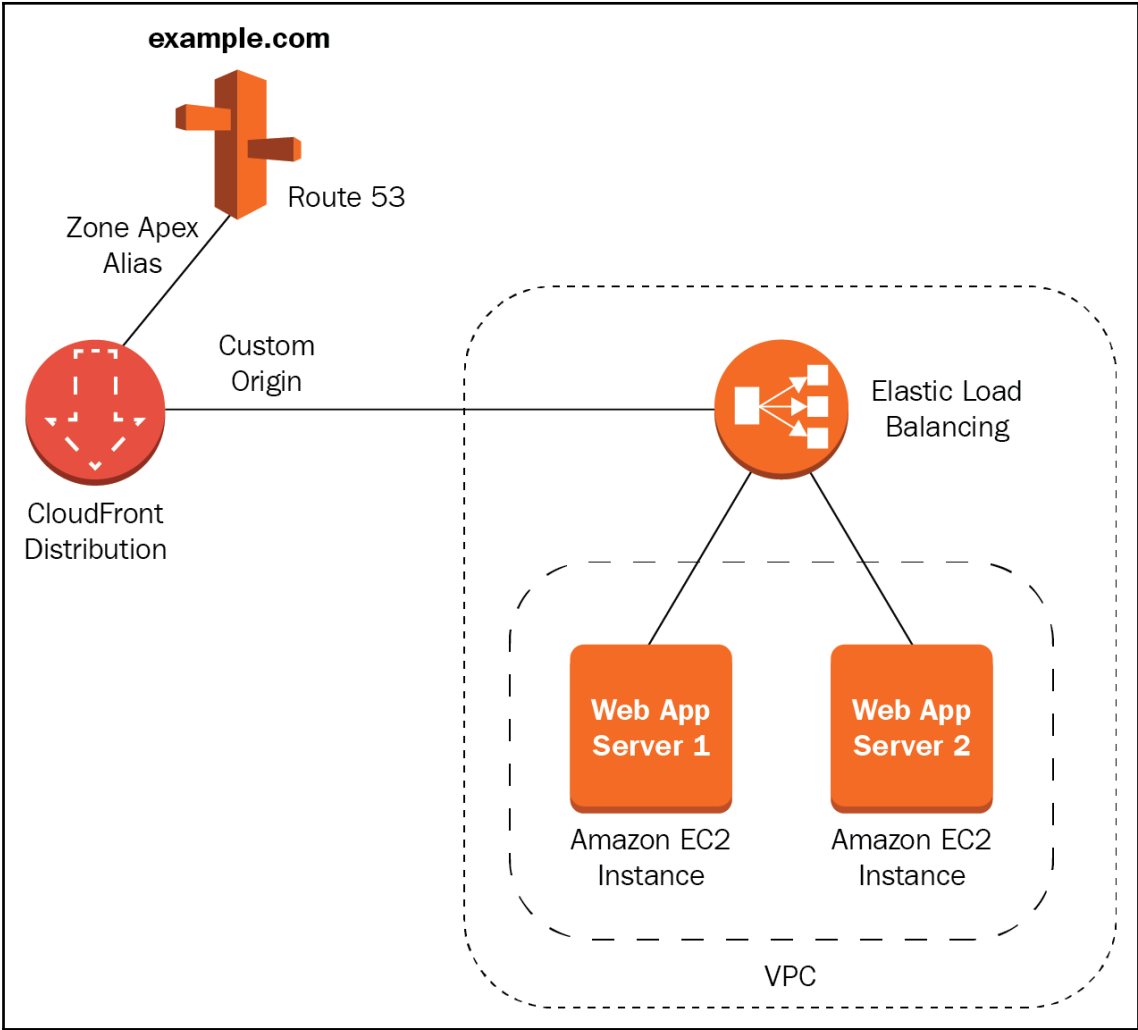 example.com
Route 53
Zone Apex
Alias
Custom
Origin
CloudFront
Distribution
Elastic Load
Balancing
Web App
Server 1
Web App
Server 2
Amazon EC2
Instance
Amazon EC2
Instance
VPC